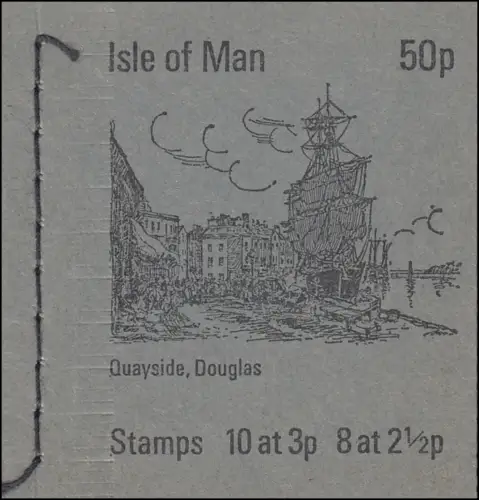 Isle of Man 50p
Quayside, Douglas
Stamps 10 at 3p 8 at 2½p